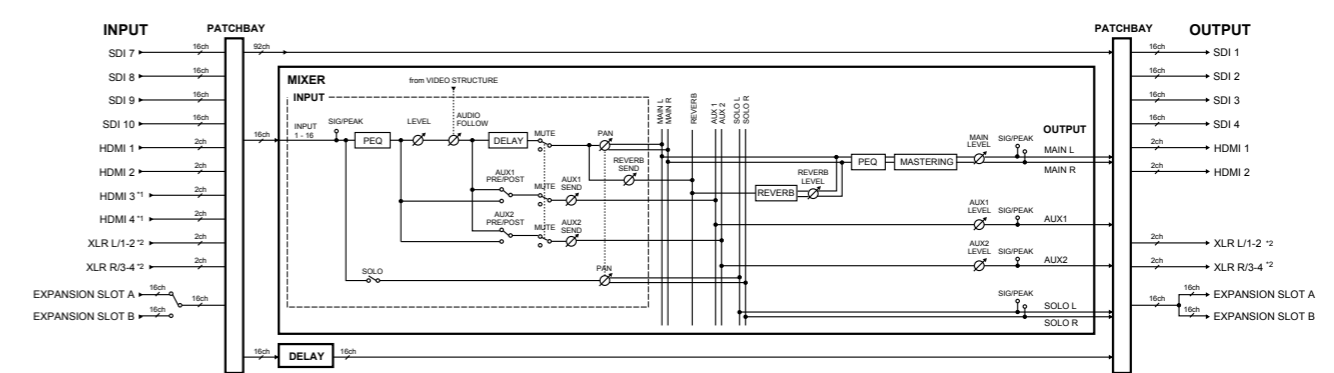 INPUT
PATCHBAY
PATCHBAY
OUTPUT
SDI 7
16ch
92ch
16ch
SDI 1
SDI 8
16ch
16ch
SDI 2
SDI 9
16ch
16ch
SDI 3
SDI 10
16ch
16ch
SDI 4
HDMI 1
2ch
2ch
HDMI 1
HDMI 2
2ch
2ch
HDMI 2
HDMI 3 *1
2ch
HDMI 4 *1
2ch
XLR L/1-2 *2
2ch
2ch
XLR L/1-2 *2
XLR R/3-4 *2
2ch
2ch
XLR R/3-4 *2
EXPANSION SLOT A
16ch
16ch
16ch
16ch
EXPANSION SLOT A
EXPANSION SLOT B
16ch
16ch
EXPANSION SLOT B
MIXER
from VIDEO STRUCTURE
INPUT
16ch
INPUT
1 - 16
SIG/PEAK
PEQ
LEVEL
AUDIO
FOLLOW
DELAY
MUTE
PAN
REVERB
SEND
AUX1
PRE/POST
MUTE
AUX1
SEND
AUX2
PRE/POST
MUTE
AUX2
SEND
SOLO
PAN
MAIN L
MAIN R
REVERB
AUX 1
AUX 2
SOLO L
SOLO R
REVERB
REVERB
LEVEL
PEQ
MASTERING
MAIN
LEVEL
SIG/PEAK
OUTPUT
MAIN L
MAIN R
AUX1
LEVEL
SIG/PEAK
AUX1
AUX2
LEVEL
SIG/PEAK
AUX2
SIG/PEAK
SOLO L
SOLO R
16ch
DELAY
16ch